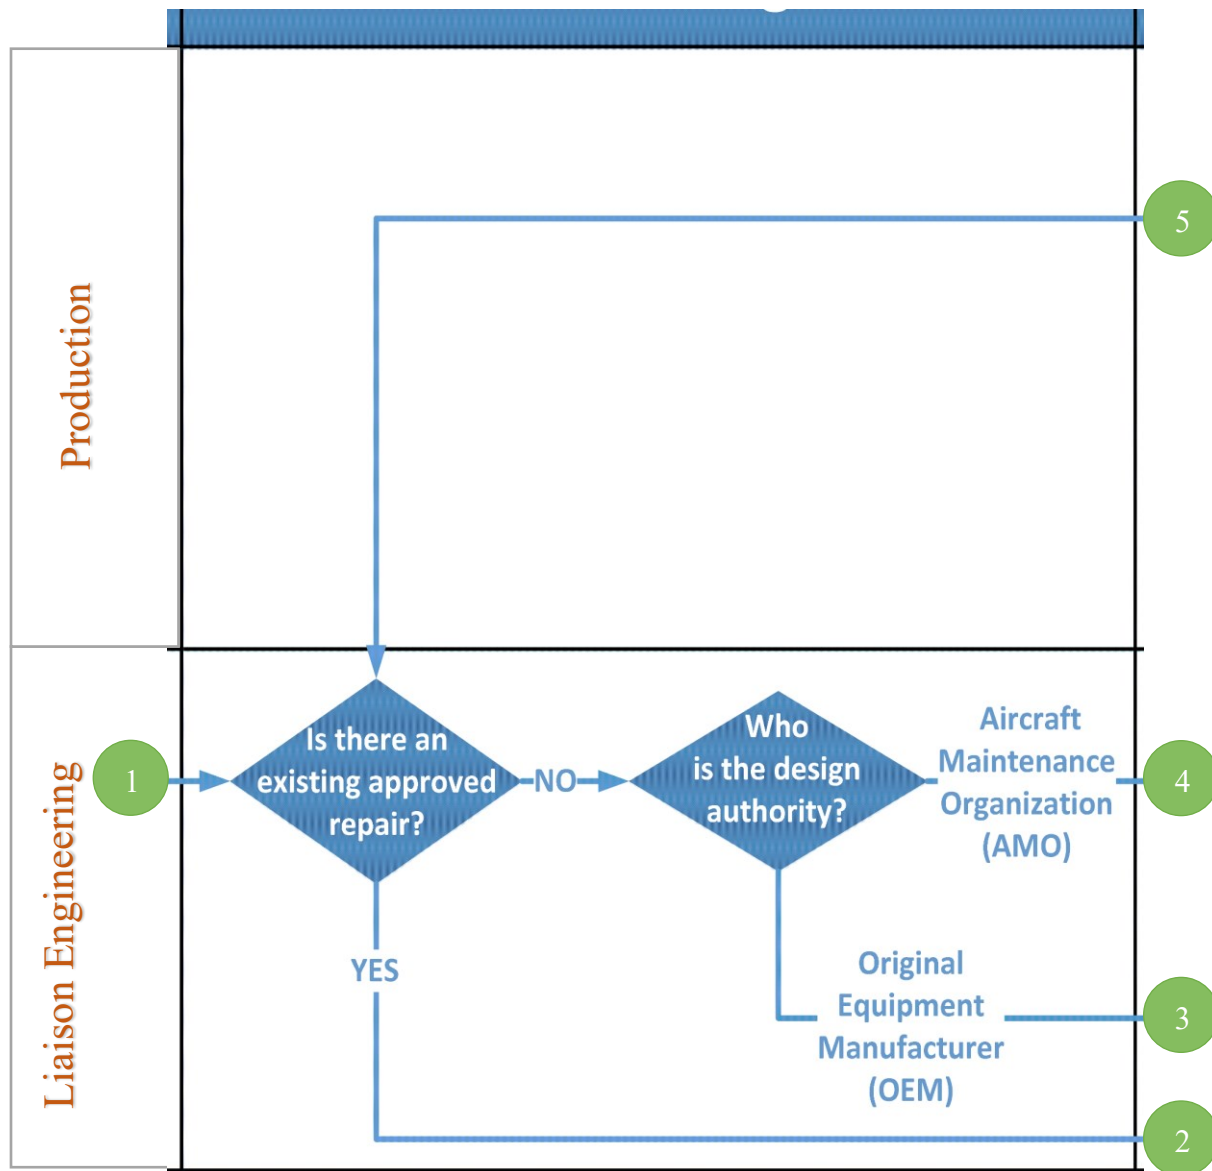 5
Production
1
Is there an
existing approved
repair?
NO
Who
is the design
authority?
Aircraft
Maintenance
Organization
(AMO)
4
Liaison Engineering
YES
Original
Equipment
Manufacturer
(OEM)
3
2